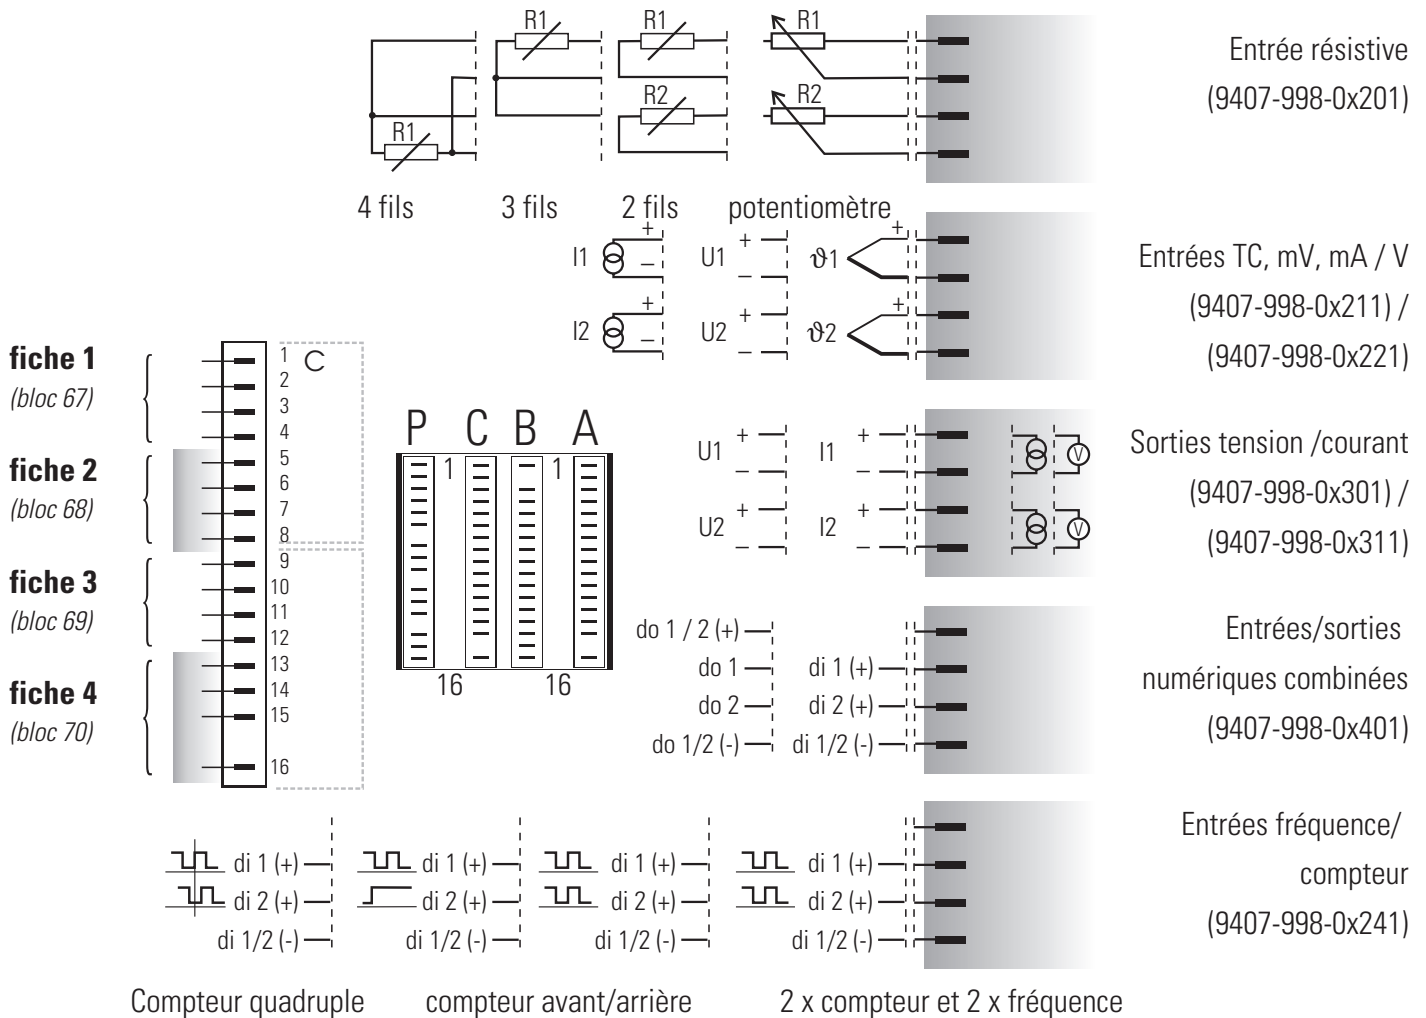 R1
R1
R1
R1
R2
R2
4 fils
3 fils
2 fils
potentiomètre
Entrée résistive
(9407-998-0x201)
I1
+
–
U1
+
–
ϑ1
+
I2
+
–
U2
+
–
ϑ2
+
Entrées TC, mV, mA / V
(9407-998-0x211) /
(9407-998-0x221)
fiche 1
(bloc 67)
fiche 2
(bloc 68)
fiche 3
(bloc 69)
fiche 4
(bloc 70)
1
2
3
4
5
6
7
8
9
10
11
12
13
14
15
16
C
P C B A
1 1
16 16
U1
+
–
I1
+
–
U2
+
–
I2
+
–
V
V
Sorties tension /courant
(9407-998-0x301) /
(9407-998-0x311)
do 1 / 2 (+)
do 1
do 2
do 1/2 (-)
di 1 (+)
di 2 (+)
di 1/2 (-)
Entrées/sorties
numériques combinées
(9407-998-0x401)
di 1 (+)
di 2 (+)
di 1/2 (-)
di 1 (+)
di 2 (+)
di 1/2 (-)
di 1 (+)
di 2 (+)
di 1/2 (-)
di 1 (+)
di 2 (+)
di 1/2 (-)
Entrées fréquence/
compteur
(9407-998-0x241)
Compteur quadruple
compteur avant/arrière
2 x compteur et 2 x fréquence